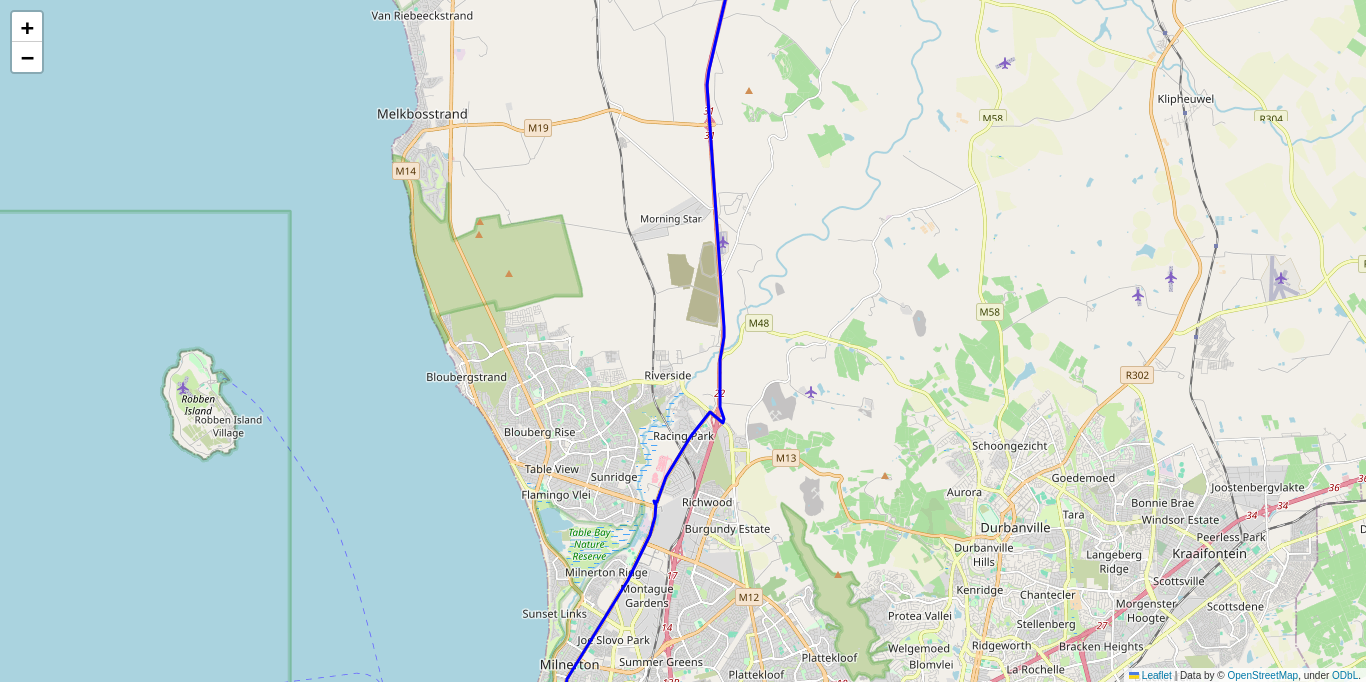 +
−
Van Riebeeckstrand
Melkbosstrand
M19
31
31
M58
Klipheuwel
R304
M14
Morning Star
M48
M58
Riverside
Bloubergstrand
R302
Robben
Island
Robben Island
Village
22
Blouberg Rise
Racing Park
Schoongezicht
Table View
M13
Sunridge
Goedemoed
Joostenbergvlakte
36
36
Flamingo Vlei
Richwood
Aurora
Bonnie Brae
34
34
Tara
Windsor Estate
Table Bay
Nature
Reserve
Burgundy Estate
Durbanville
Peerless Park
Durbanville
Hills
Langeberg
Ridge
Kraaifontein
Milnerton Ridge
17
Montague
Gardens
M12
Kenridge
Chantecler
Scottsville
Morgenster
Hoogte
Scottsdene
Sunset Links
Protea Vallei
Stellenberg
14
27
Joe Slovo Park
Welgemoed
Ridgeworth
Bracken Heights
Milnerton
Summer Greens
Plattekloof
Blomvlei
La Rochelle
Plattekloof
Leaflet | Data by © OpenStreetMap, under ODbL.